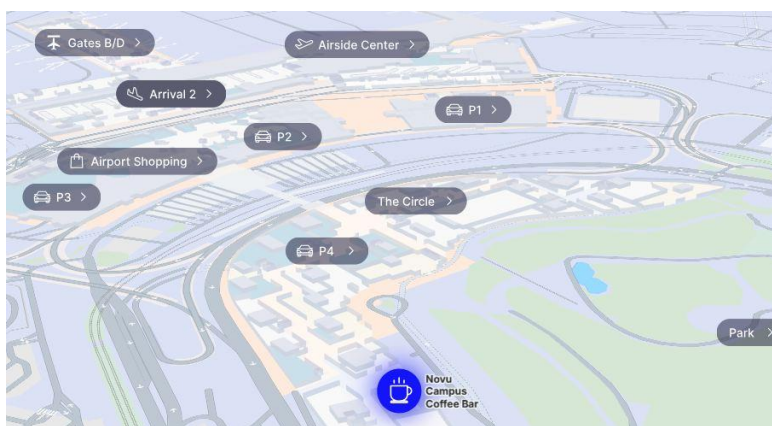 Gates B/D
Airside Center
Arrival 2
P1
P2
Airport Shopping
P3
The Circle
P4
Park
Novu
Campus
Coffee Bar